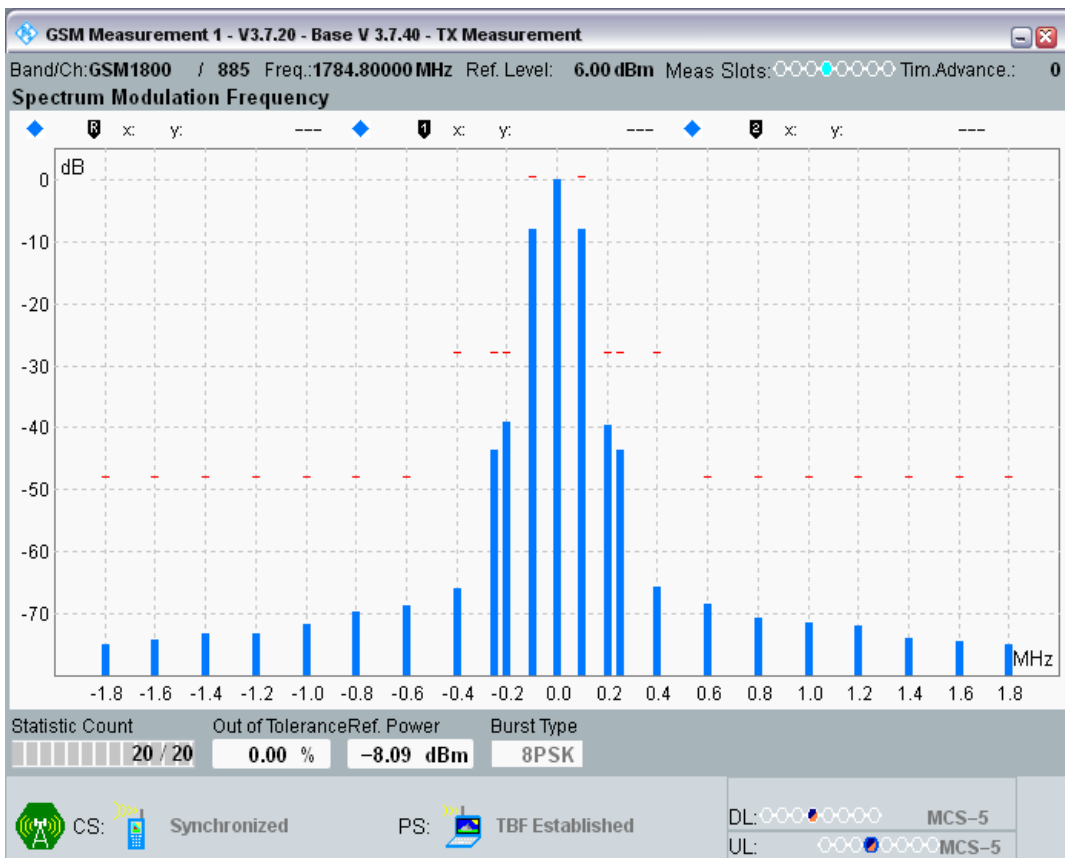 GSM Measurement 1 - V3.7.20 - Base V 3.7.40 - TX Measurement
Band/Ch:GSM1800 / 885 Freq.:1784.80000 MHz Ref. Level: 6.00 dBm Meas Slots: Tim.Advance.: 0
Spectrum Modulation Frequency
R x: y: --- 1 x: y: --- 2 x: y: ---
dB
0
-10
-20
-30
-40
-50
-60
-70
MHz
-1.8 -1.6 -1.4 -1.2 -1.0 -0.8 -0.6 -0.4 -0.2 0.0 0.2 0.4 0.6 0.8 1.0 1.2 1.4 1.6 1.8
Statistic Count Out of Tolerance Ref. Power Burst Type
20 / 20 0.00 % -8.09 dBm 8PSK
CS: Synchronized PS: TBF Established DL: MCS-5
UL: MCS-5